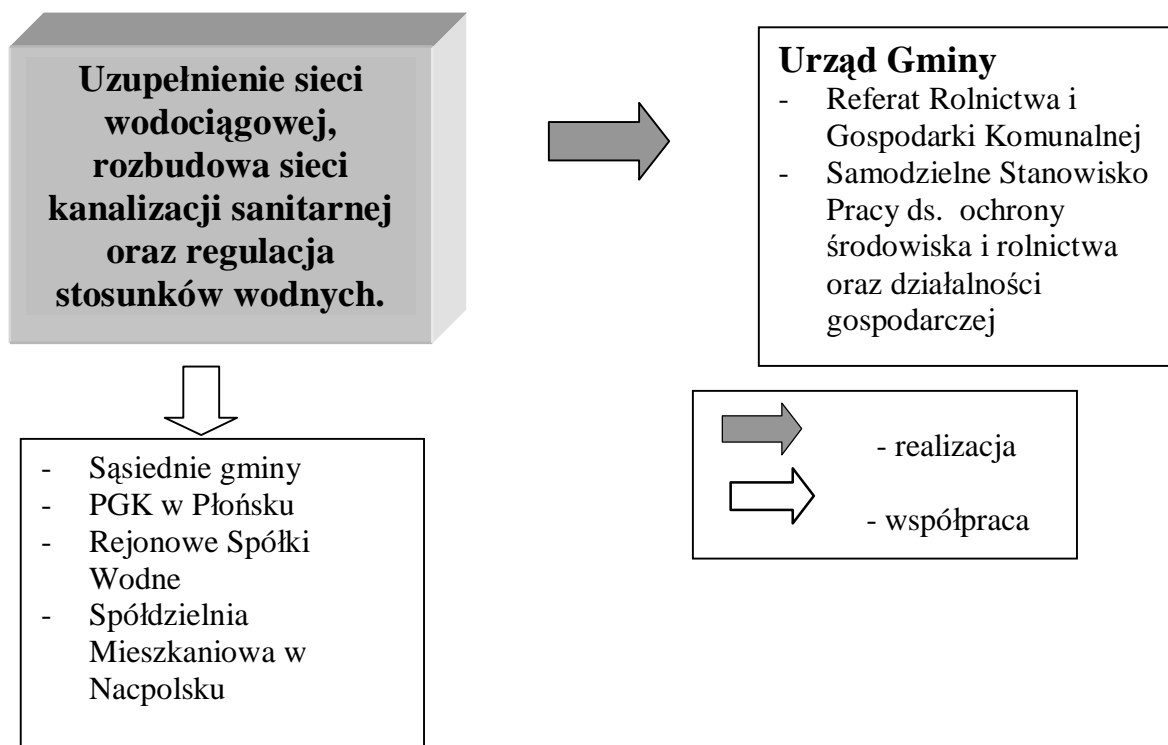 Uzupełnienie sieci
wodociągowej,
rozbudowa sieci
kanalizacji sanitarnej
oraz regulacja
stosunków wodnych.
Urząd Gminy
- Referat Rolnictwa i
Gospodarki Komunalnej
- Samodzielne Stanowisko
Pracy ds. ochrony
środowiska i rolnictwa
oraz działalności
gospodarczej
- Sąsiednie gminy
- PGK w Płońsku
- Rejonowe Spółki
Wodne
- Spółdzielnia
Mieszkaniowa w
Nacpolsku
- realizacja
- współpraca